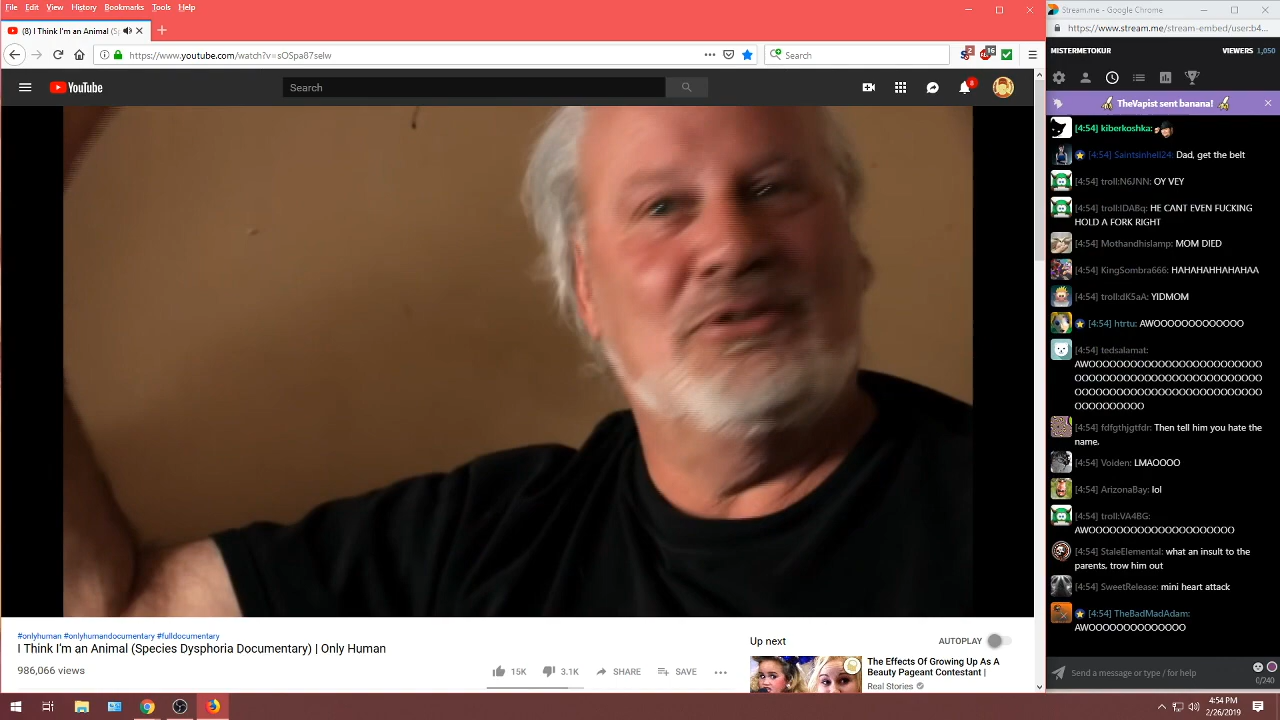 File Edit View History Bookmarks Tools Help
(8) I Think I'm an Animal (S
https://www.youtube.com/watch?v=sOSpa87selw
Search
YouTube
Search
8
#onlyhuman #onlyhumandocumentary #fulldocumentary
I Think I'm an Animal (Species Dysphoria Documentary) | Only Human
986,066 views
15K 3.1K SHARE SAVE
Up next
AUTOPLAY
The Effects Of Growing Up As A
Beauty Pageant Contestant |
Real Stories
Stream.me - Google Chrome
https://www.stream.me/stream-embed/user:b4...
MISTERMETOKUR
VIEWERS 1,050
TheVapist sent banana!
[4:54] kiberkoshka:
[4:54] Saintsinhell24: Dad, get the belt
[4:54] troll:N6JNN: OY VEY
[4:54] troll:IDABq: HE CANT EVEN FUCKING
HOLD A FORK RIGHT
[4:54] Mothandhislamp: MOM DIED
[4:54] KingSombra666: HAHAHAHHAHAHAA
[4:54] troll:dK5aA: YIDMOM
[4:54] htrtu: AWOOOOOOOOOOOOO
[4:54] tedsalamat:
AWOOOOOOOOOOOOOOOOOOOOOOOOO
OOOOOOOOOOOOOOOOOOOOOOOOOOO
OOOOOOOOOOOOOOOOOOOOOOOOOOO
OOOOOOOOOO
[4:54] fdfgthjgtfdr: Then tell him you hate the
name.
[4:54] Voiden: LMAOOOO
[4:54] ArizonaBay: lol
[4:54] troll:VA4BG:
AWOOOOOOOOOOOOOOOOOOOOO
[4:54] StaleElemental: what an insult to the
parents, trow him out
[4:54] SweetRelease: mini heart attack
[4:54] TheBadMadAdam:
AWOOOOOOOOOOOOOO
Send a message or type / for help
0/240
4:54 PM
2/26/2019